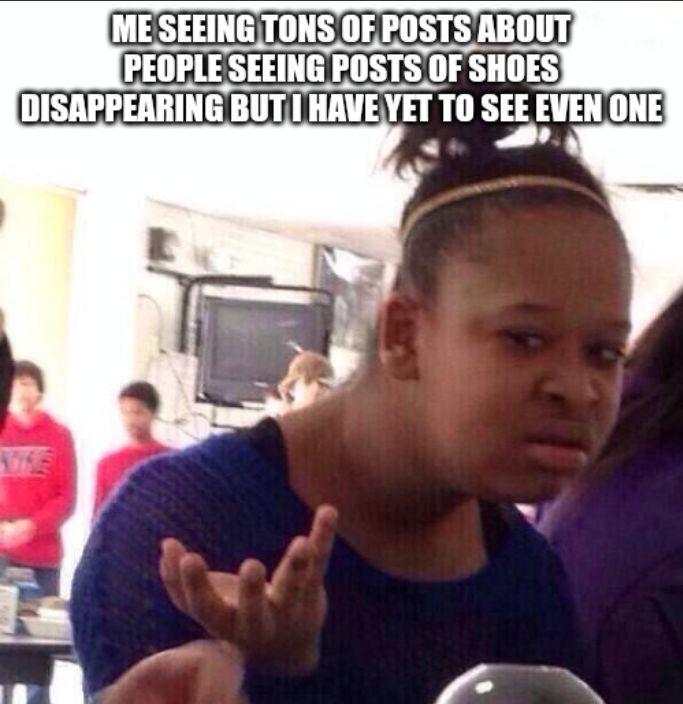 ME SEEING TONS OF POSTS ABOUT
PEOPLE SEEING POSTS OF SHOES
DISAPPEARING BUT I HAVE YET TO SEE EVEN ONE
NIKE